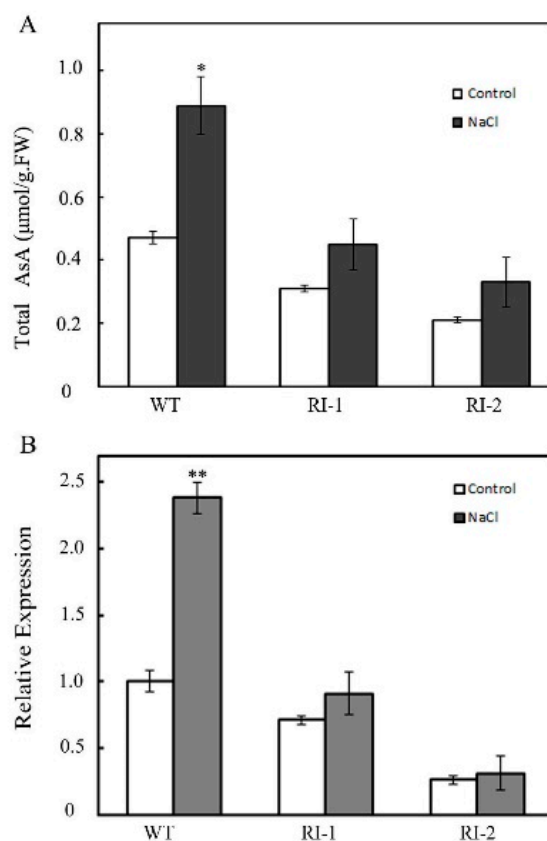 A
Total AsA (μmol/g.FW)
1.0
0.8
0.6
0.4
0.2
0
*
Control
NaCl
WT RI-1 RI-2
B
Relative Expression
2.5
2.0
1.5
1.0
0.5
0
**
Control
NaCl
WT RI-1 RI-2